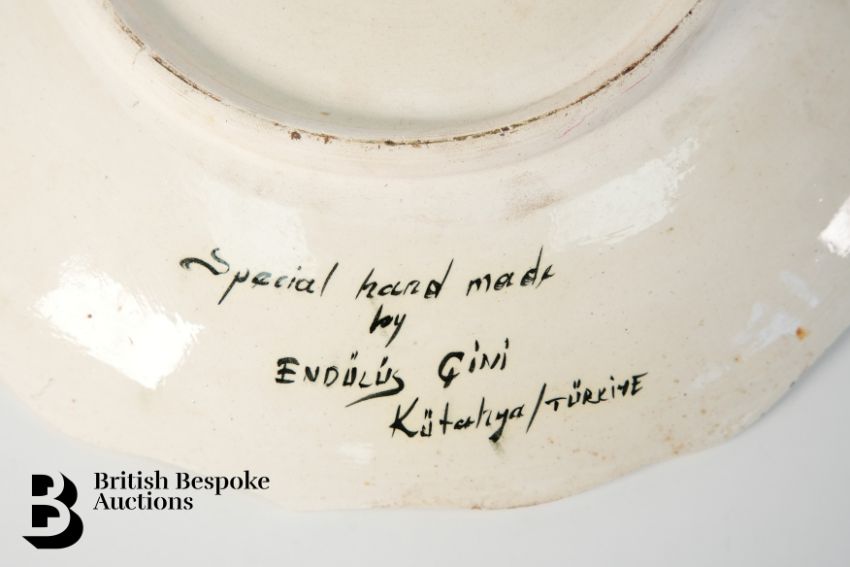 Special hand made
by
ENDÜLÜS ÇİNİ
Kütahya/TÜRKİYE
B British Bespoke
Auctions